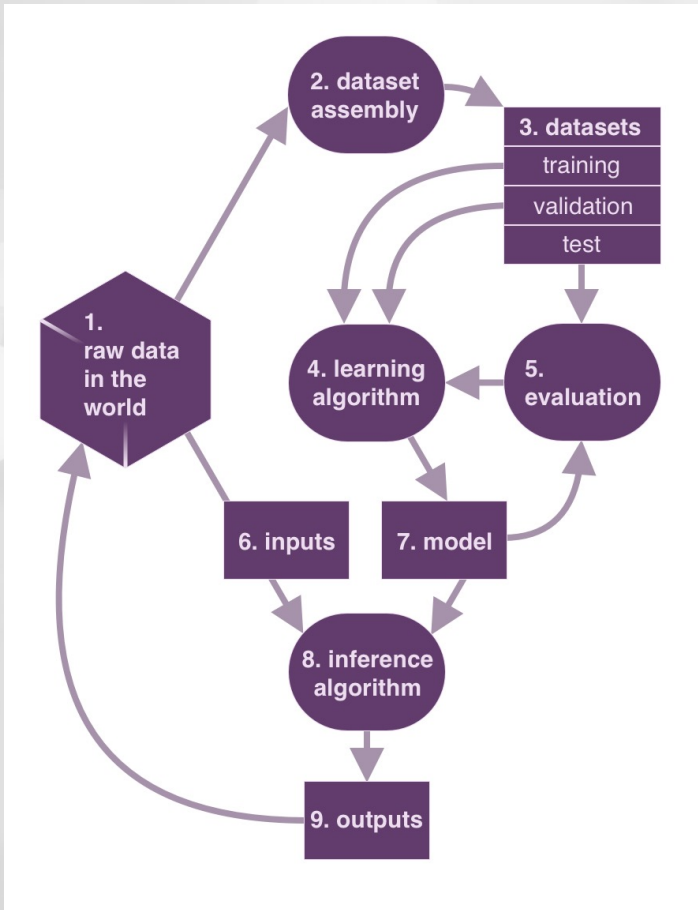 2. dataset
assembly
3. datasets
training
validation
test
1.
raw data
in the
world
4. learning
algorithm
5.
evaluation
6. inputs
7. model
8. inference
algorithm
9. outputs